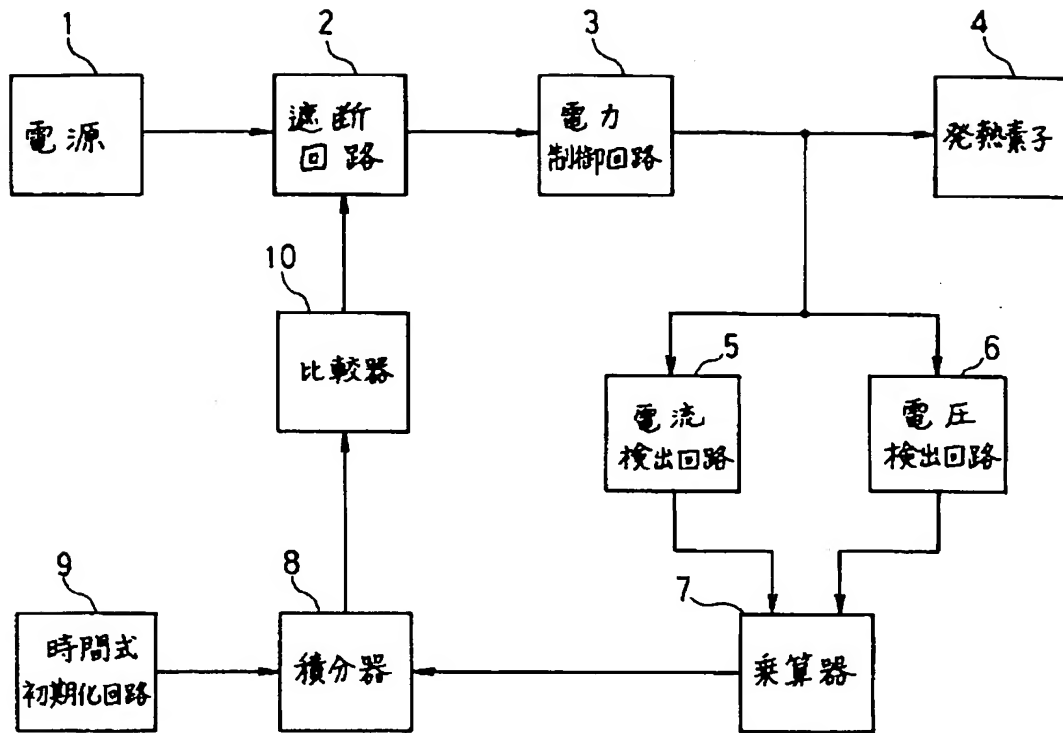 1
2
3
4
電源
遮断
回路
電力
制御回路
発熱素子
10
比較器
5
6
電流
検出回路
電圧
検出回路
9
8
7
時間式
初期化回路
積分器
乗算器